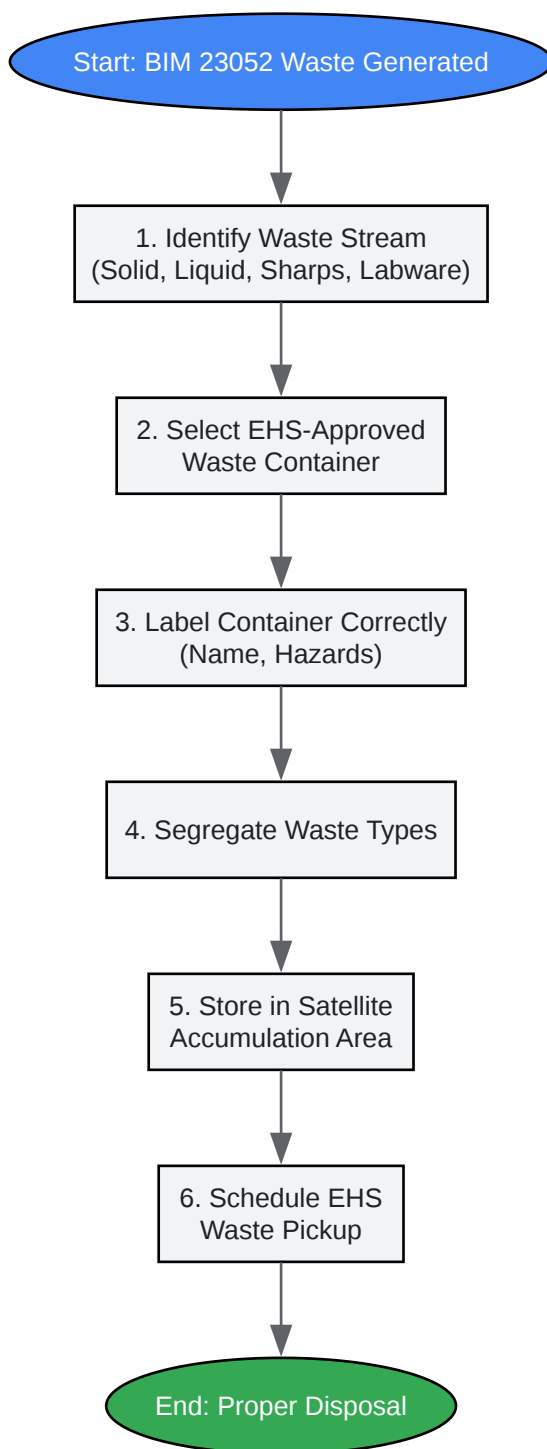 Start: BIM 23052 Waste Generated
1. Identify Waste Stream
(Solid, Liquid, Sharps, Labware)
2. Select EHS-Approved
Waste Container
3. Label Container Correctly
(Name, Hazards)
4. Segregate Waste Types
5. Store in Satellite
Accumulation Area
6. Schedule EHS
Waste Pickup
End: Proper Disposal